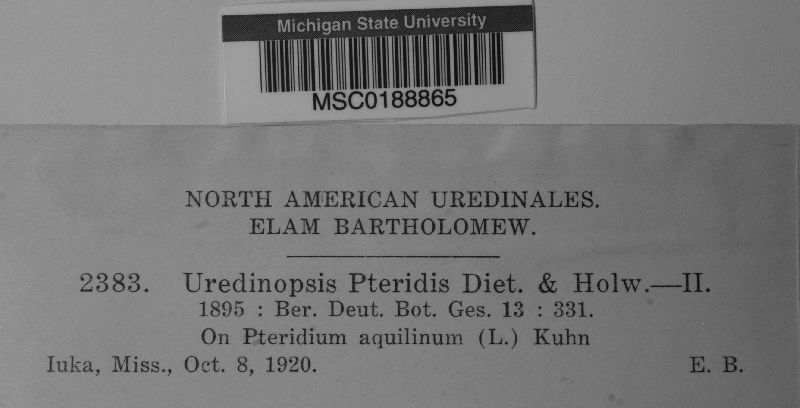 Michigan State University
MSC0188865
NORTH AMERICAN UREDINALES.
ELAM BARTHOLOMEW.
2383. Uredinopsis Pteridis Diet. & Holw.—II.
1895 : Ber. Deut. Bot. Ges. 13 : 331.
On Pteridium aquilinum (L.) Kuhn
Iuka, Miss., Oct. 8, 1920. E. B.